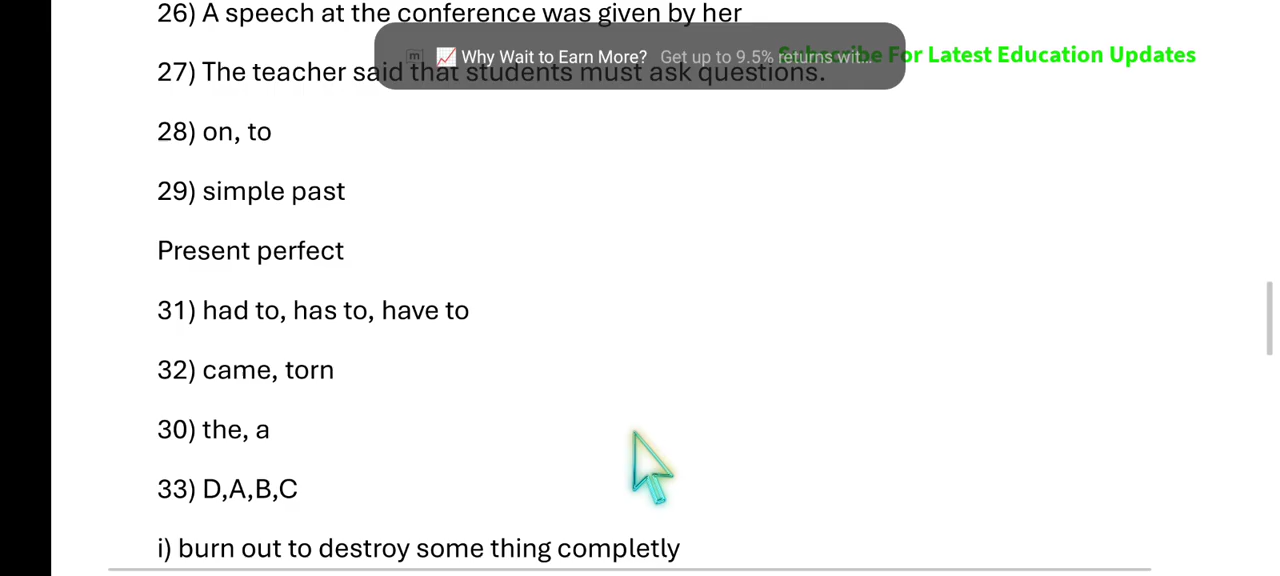 26) A speech at the conference was given by her
Why Wait to Earn More? Get up to 9.5% returns wit...
Subscribe For Latest Education Updates
27) The teacher said that students must ask questions.
28) on, to
29) simple past
Present perfect
31) had to, has to, have to
32) came, torn
30) the, a
33) D,A,B,C
i) burn out to destroy some thing completly